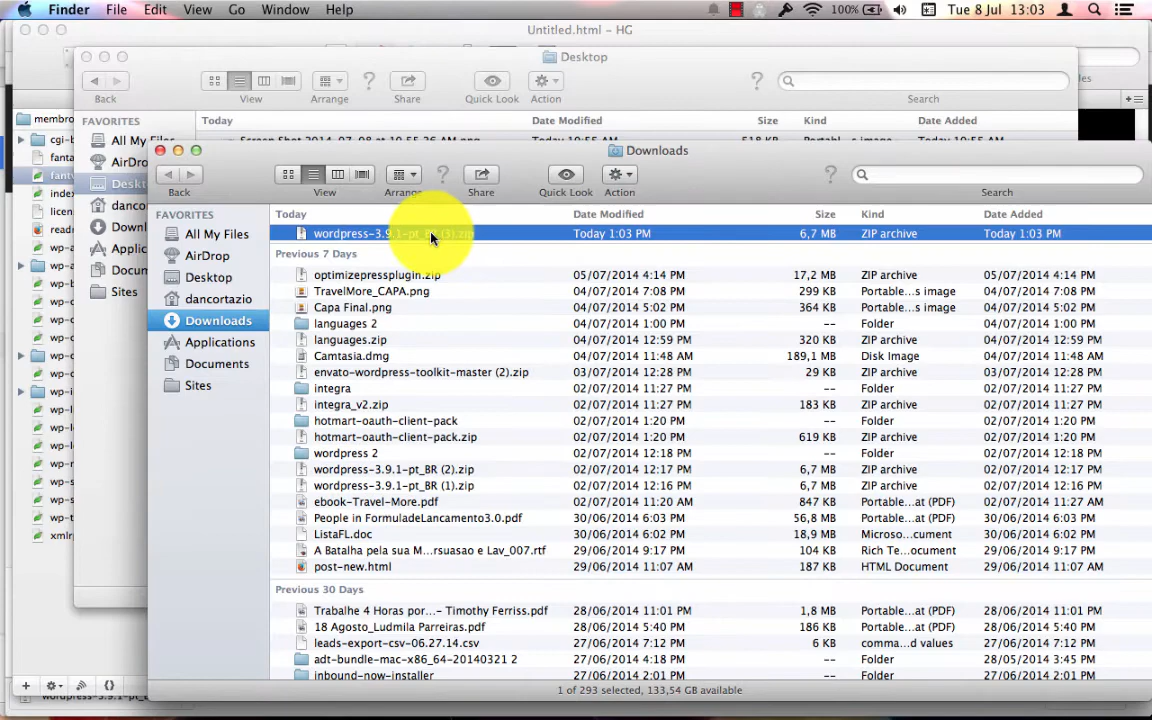 Finder File Edit View Go Window Help 100% Tue 8 Jul 13:03
Untitled.html - HG
Desktop
Back View Arrange Share Quick Look Action Search
FAVORITES
All My Files
Today Date Modified Size Kind Date Added
Today 10:55 AM 518 KB Today 10:55 AM
Downloads
Back View Arrange Share Quick Look Action Search
FAVORITES
All My Files
AirDrop
Desktop
dancortazio
Downloads
Applications
Documents
Sites
Today Date Modified Size Kind Date Added
wordpress-3.9.1-pt_BR (3).zip Today 1:03 PM 6,7 MB ZIP archive Today 1:03 PM
Previous 7 Days
optimizepressplugin.zip 05/07/2014 4:14 PM 17,2 MB ZIP archive 05/07/2014 4:14 PM
TravelMore_CAPA.png 04/07/2014 7:08 PM 299 KB Portable...s image 04/07/2014 7:08 PM
Capa Final.png 04/07/2014 5:02 PM 364 KB Portable...s image 04/07/2014 5:02 PM
languages 2 04/07/2014 1:00 PM -- Folder 04/07/2014 1:00 PM
languages.zip 04/07/2014 12:59 PM 320 KB ZIP archive 04/07/2014 12:59 PM
Camtasia.dmg 04/07/2014 11:48 AM 189,1 MB Disk Image 04/07/2014 11:48 AM
envato-wordpress-toolkit-master (2).zip 03/07/2014 12:28 PM 29 KB ZIP archive 03/07/2014 12:28 PM
integra 02/07/2014 11:27 PM -- Folder 02/07/2014 11:27 PM
integra_v2.zip 02/07/2014 11:27 PM 183 KB ZIP archive 02/07/2014 11:27 PM
hotmart-oauth-client-pack 02/07/2014 1:20 PM -- Folder 02/07/2014 1:20 PM
hotmart-oauth-client-pack.zip 02/07/2014 1:20 PM 619 KB ZIP archive 02/07/2014 1:20 PM
wordpress 2 02/07/2014 12:18 PM -- Folder 02/07/2014 12:18 PM
wordpress-3.9.1-pt_BR (2).zip 02/07/2014 12:17 PM 6,7 MB ZIP archive 02/07/2014 12:17 PM
wordpress-3.9.1-pt_BR (1).zip 02/07/2014 12:16 PM 6,7 MB ZIP archive 02/07/2014 12:16 PM
ebook-Travel-More.pdf 02/07/2014 11:20 AM 847 KB Portable...at (PDF) 02/07/2014 11:27 AM
People in FormuladeLancamento3.0.pdf 30/06/2014 6:03 PM 56,8 MB Portable...at (PDF) 30/06/2014 6:03 PM
ListaFL.doc 30/06/2014 6:00 PM 18,9 MB Microso...cument 30/06/2014 6:00 PM
A Batalha pela sua M...rsuasao e Lav_007.rtf 29/06/2014 9:17 PM 104 KB Rich Te...ocument 29/06/2014 9:17 PM
post-new.html 29/06/2014 11:07 AM 187 KB HTML Document 29/06/2014 11:07 AM
Previous 30 Days
Trabalhe 4 Horas por...- Timothy Ferriss.pdf 28/06/2014 11:01 PM 1,8 MB Portable...at (PDF) 28/06/2014 11:01 PM
18 Agosto_Ludmila Parreiras.pdf 28/06/2014 5:40 PM 186 KB Portable...at (PDF) 28/06/2014 5:40 PM
leads-export-csv-06.27.14.csv 27/06/2014 7:12 PM 6 KB comma...d values 27/06/2014 7:12 PM
adt-bundle-mac-x86_64-20140321 2 27/06/2014 4:18 PM -- Folder 28/05/2014 3:45 PM
inbound-now-installer 27/06/2014 2:01 PM -- Folder 27/06/2014 2:01 PM
1 of 293 selected, 133,54 GB available